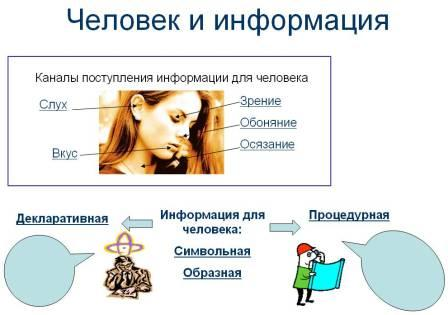 Человек и информация
Каналы поступления информации для человека
Слух
Зрение
Обоняние
Осязание
Вкус
Декларативная
Информация для
человека:
Символьная
Образная
Процедурная